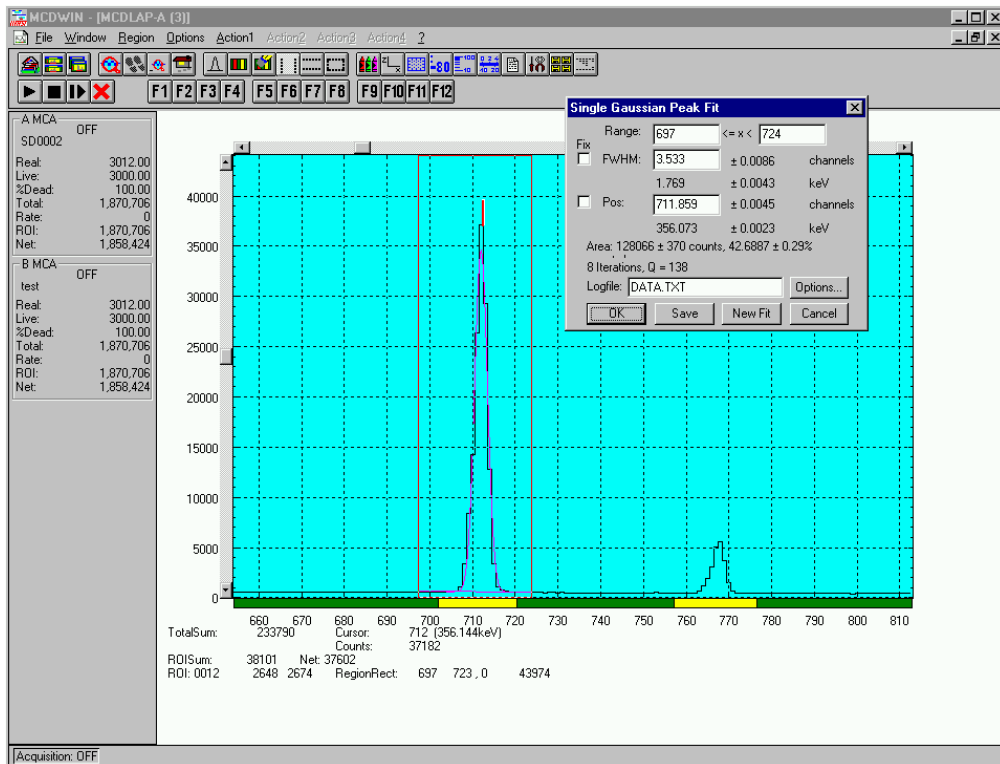 MCDWIN - [MCDLAP-A (3)]
File Window Region Options Action1 Action2 Action3 Action4 ?
F1 F2 F3 F4 F5 F6 F7 F8 F9 F10 F11 F12
A MCA
OFF
SD0002
Real: 3012.00
Live: 3000.00
%Dead: 100.00
Total: 1,870,706
Rate: 0
ROI: 1,870,706
Net: 1,858,424
B MCA
OFF
test
Real: 3012.00
Live: 3000.00
%Dead: 100.00
Total: 1,870,706
Rate: 0
ROI: 1,870,706
Net: 1,858,424
Single Gaussian Peak Fit
Range: 697 <= x < 724
Fix
FWHM: 3.533 ± 0.0086 channels
1.769 ± 0.0043 keV
Pos: 711.859 ± 0.0045 channels
356.073 ± 0.0023 keV
Area: 128066 ± 370 counts, 42.6887 ± 0.29%
8 Iterations, Q = 138
Logfile: DATA.TXT Options...
OK Save New Fit Cancel
40000
35000
30000
25000
20000
15000
10000
5000
0
660 670 680 690 700 710 720 730 740 750 760 770 780 790 800 810
TotalSum: 233790 Cursor: 712 (356.144keV)
Counts: 37182
ROISum: 38101 Net: 37602
ROI: 0012 2648 2674 RegionRect: 697 723 , 0 43974
Acquisition: OFF